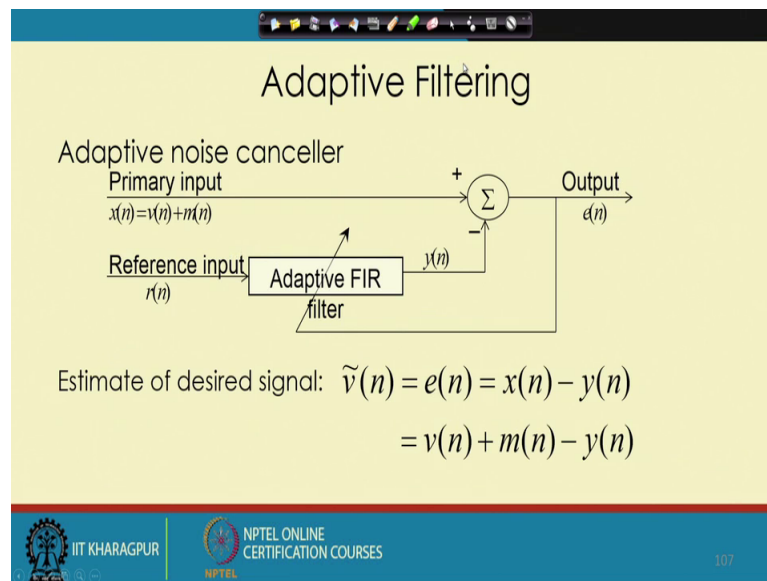 Adaptive Filtering
Adaptive noise canceller
Primary input
x(n)=v(n)+m(n)
+
Σ
Output
e(n)
−
Reference input
r(n)
Adaptive FIR
filter
y(n)
Estimate of desired signal: ṽ(n) = e(n) = x(n) − y(n)
= v(n) + m(n) − y(n)
IIT KHARAGPUR
NPTEL
NPTEL ONLINE
CERTIFICATION COURSES
107